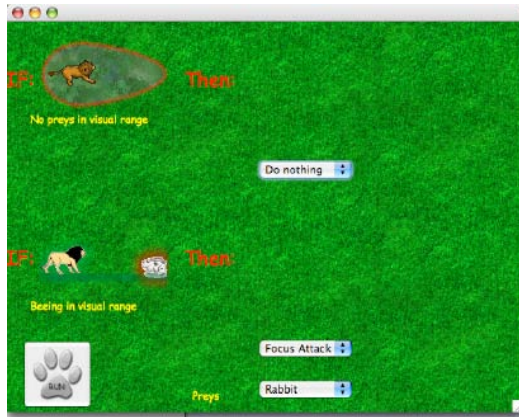 IF: Then:
No preys in visual range
Do nothing
IF: Then:
Beeing in visual range
Focus Attack
RUN
Preys Rabbit